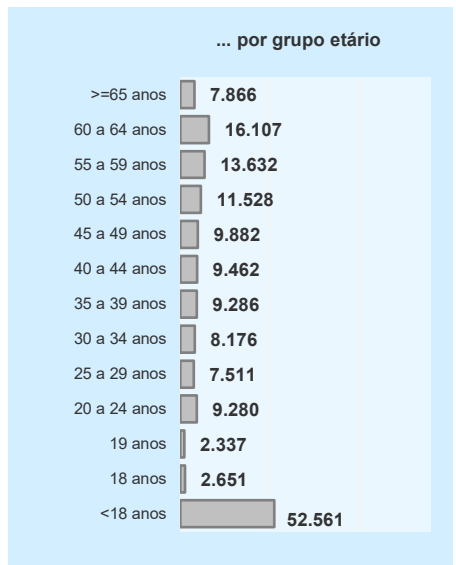 ... por grupo etário
>=65 anos 7.866
60 a 64 anos 16.107
55 a 59 anos 13.632
50 a 54 anos 11.528
45 a 49 anos 9.882
40 a 44 anos 9.462
35 a 39 anos 9.286
30 a 34 anos 8.176
25 a 29 anos 7.511
20 a 24 anos 9.280
19 anos 2.337
18 anos 2.651
<18 anos 52.561